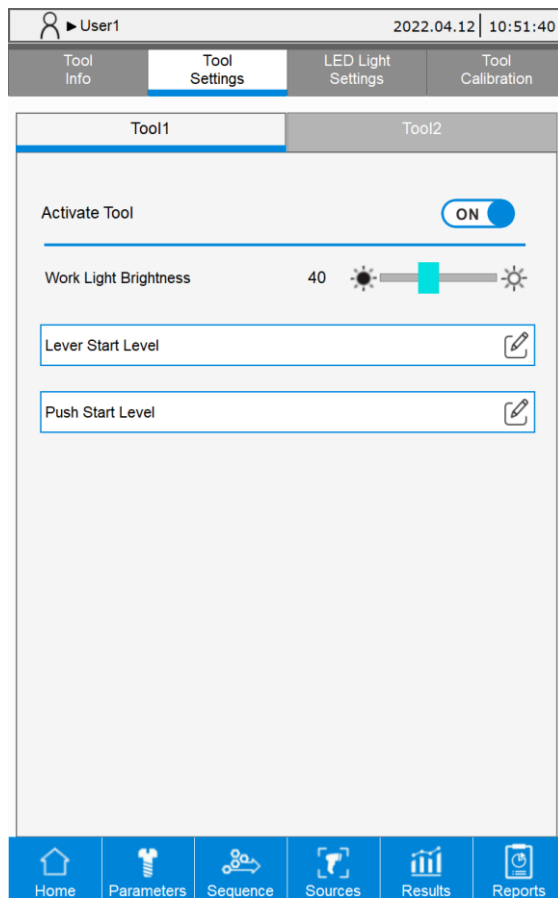 ►User1
2022.04.12 10:51:40
Tool
Info
Tool
Settings
LED Light
Settings
Tool
Calibration
Tool1
Tool2
Activate Tool
ON
Work Light Brightness
40
Lever Start Level
Push Start Level
Home
Parameters
Sequence
Sources
Results
Reports